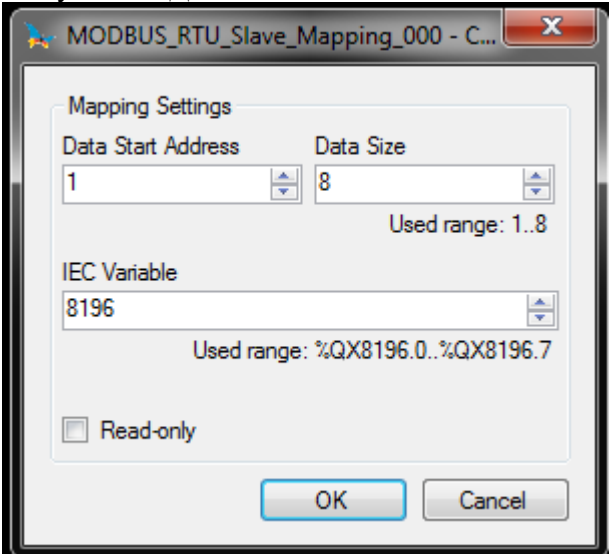 MODBUS_RTU_Slave_Mapping_000 - C...
Mapping Settings
Data Start Address Data Size
1 8
Used range: 1..8
IEC Variable
8196
Used range: %QX8196.0..%QX8196.7
Read-only
OK Cancel